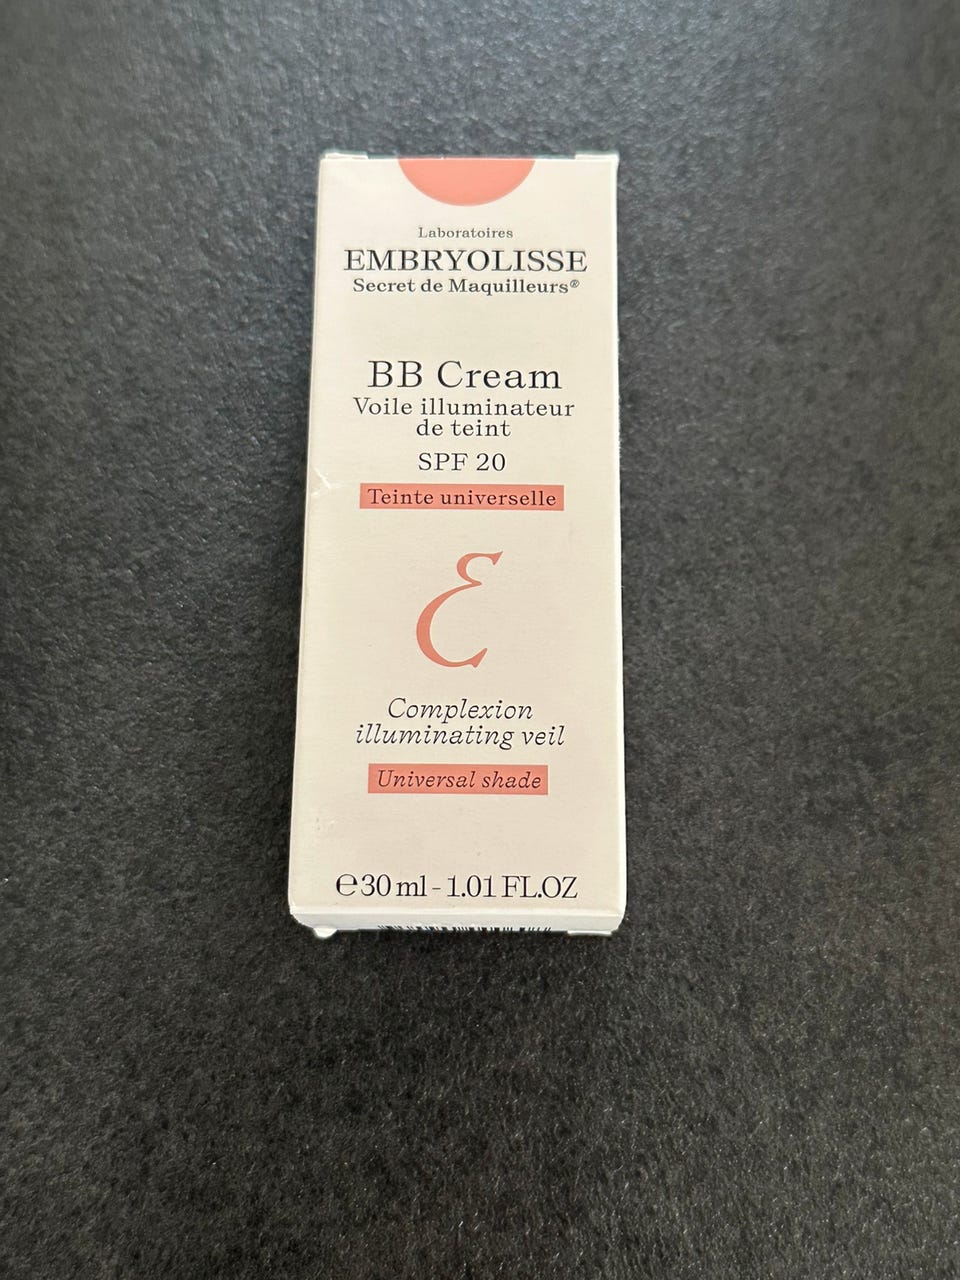 Laboratoires
EMBRYOLISSE
Secret de Maquilleurs®
BB Cream
Voile illuminateur
de teint
SPF 20
Teinte universelle
ℰ
Complexion
illuminating veil
Universal shade
℮30 ml - 1.01 FL.OZ